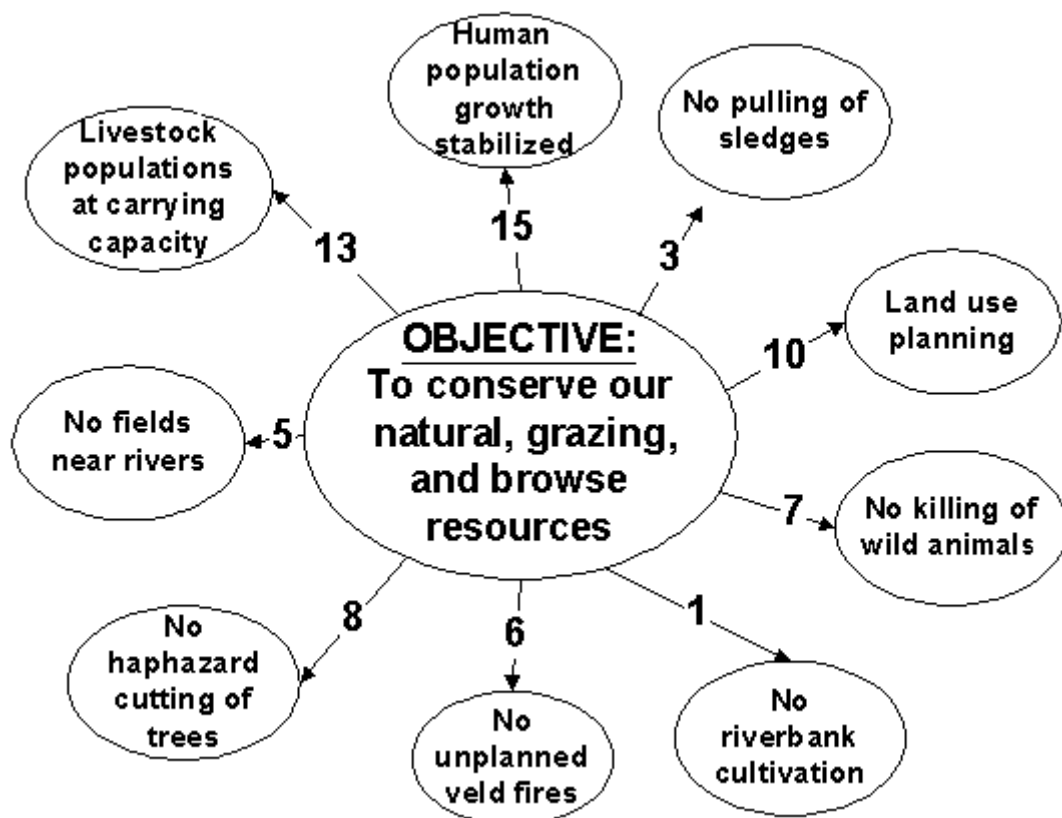 Human
population
growth
stabilized
No pulling of
sledges
Livestock
populations
at carrying
capacity
13
15
3
Land use
planning
10
OBJECTIVE:
To conserve our
natural, grazing,
and browse
resources
No fields
near rivers
5
7
No killing of
wild animals
8
6
1
No
haphazard
cutting of
trees
No
unplanned
veld fires
No
riverbank
cultivation